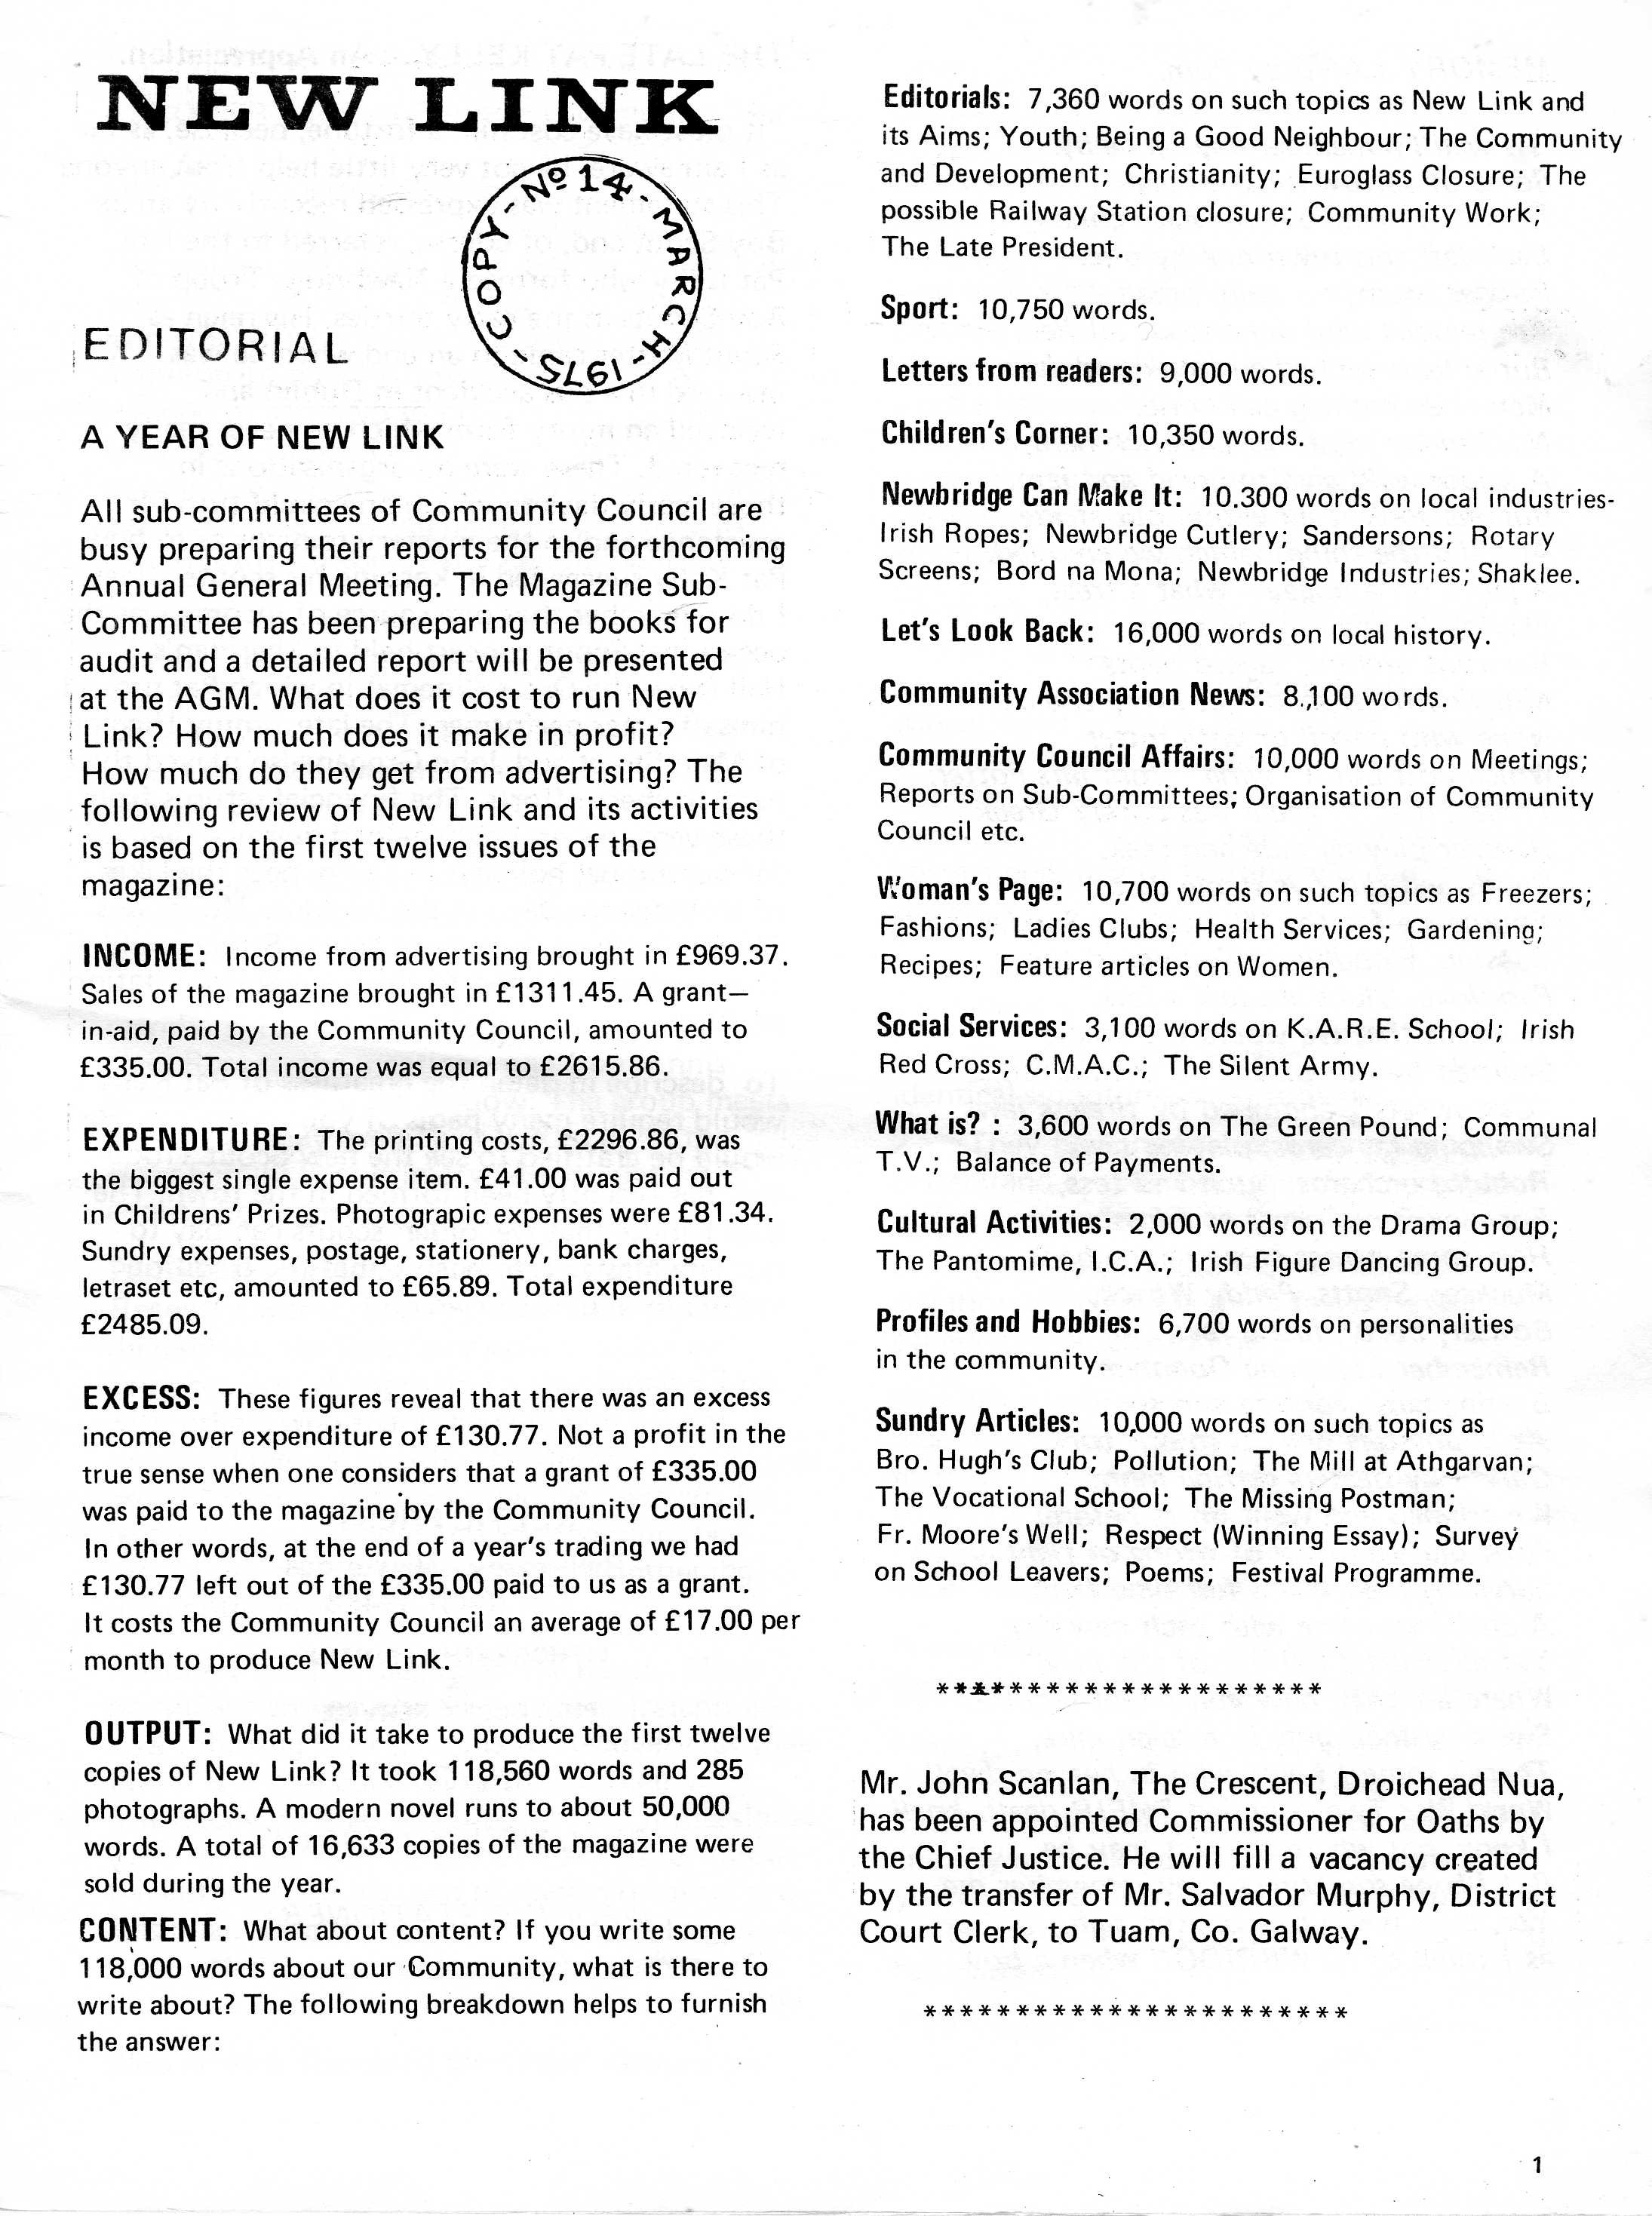 NEW LINK
COPY - Nº 14 - MARCH - 1975 -
EDITORIAL
A YEAR OF NEW LINK
All sub-committees of Community Council are
busy preparing their reports for the forthcoming
Annual General Meeting. The Magazine Sub-
Committee has been preparing the books for
audit and a detailed report will be presented
at the AGM. What does it cost to run New
Link? How much does it make in profit?
How much do they get from advertising? The
following review of New Link and its activities
is based on the first twelve issues of the
magazine:
INCOME: Income from advertising brought in £969.37.
Sales of the magazine brought in £1311.45. A grant—
in-aid, paid by the Community Council, amounted to
£335.00. Total income was equal to £2615.86.
EXPENDITURE: The printing costs, £2296.86, was
the biggest single expense item. £41.00 was paid out
in Childrens' Prizes. Photograpic expenses were £81.34.
Sundry expenses, postage, stationery, bank charges,
letraset etc, amounted to £65.89. Total expenditure
£2485.09.
EXCESS: These figures reveal that there was an excess
income over expenditure of £130.77. Not a profit in the
true sense when one considers that a grant of £335.00
was paid to the magazine by the Community Council.
In other words, at the end of a year's trading we had
£130.77 left out of the £335.00 paid to us as a grant.
It costs the Community Council an average of £17.00 per
month to produce New Link.
OUTPUT: What did it take to produce the first twelve
copies of New Link? It took 118,560 words and 285
photographs. A modern novel runs to about 50,000
words. A total of 16,633 copies of the magazine were
sold during the year.
CONTENT: What about content? If you write some
118,000 words about our Community, what is there to
write about? The following breakdown helps to furnish
the answer:
Editorials: 7,360 words on such topics as New Link and
its Aims; Youth; Being a Good Neighbour; The Community
and Development; Christianity; Euroglass Closure; The
possible Railway Station closure; Community Work;
The Late President.
Sport: 10,750 words.
Letters from readers: 9,000 words.
Children's Corner: 10,350 words.
Newbridge Can Make It: 10.300 words on local industries-
Irish Ropes; Newbridge Cutlery; Sandersons; Rotary
Screens; Bord na Mona; Newbridge Industries; Shaklee.
Let's Look Back: 16,000 words on local history.
Community Association News: 8,100 words.
Community Council Affairs: 10,000 words on Meetings;
Reports on Sub-Committees; Organisation of Community
Council etc.
Woman's Page: 10,700 words on such topics as Freezers;
Fashions; Ladies Clubs; Health Services; Gardening;
Recipes; Feature articles on Women.
Social Services: 3,100 words on K.A.R.E. School; Irish
Red Cross; C.M.A.C.; The Silent Army.
What is? : 3,600 words on The Green Pound; Communal
T.V.; Balance of Payments.
Cultural Activities: 2,000 words on the Drama Group;
The Pantomime, I.C.A.; Irish Figure Dancing Group.
Profiles and Hobbies: 6,700 words on personalities
in the community.
Sundry Articles: 10,000 words on such topics as
Bro. Hugh's Club; Pollution; The Mill at Athgarvan;
The Vocational School; The Missing Postman;
Fr. Moore's Well; Respect (Winning Essay); Survey
on School Leavers; Poems; Festival Programme.
*********************
Mr. John Scanlan, The Crescent, Droichead Nua,
has been appointed Commissioner for Oaths by
the Chief Justice. He will fill a vacancy created
by the transfer of Mr. Salvador Murphy, District
Court Clerk, to Tuam, Co. Galway.
***********************
1